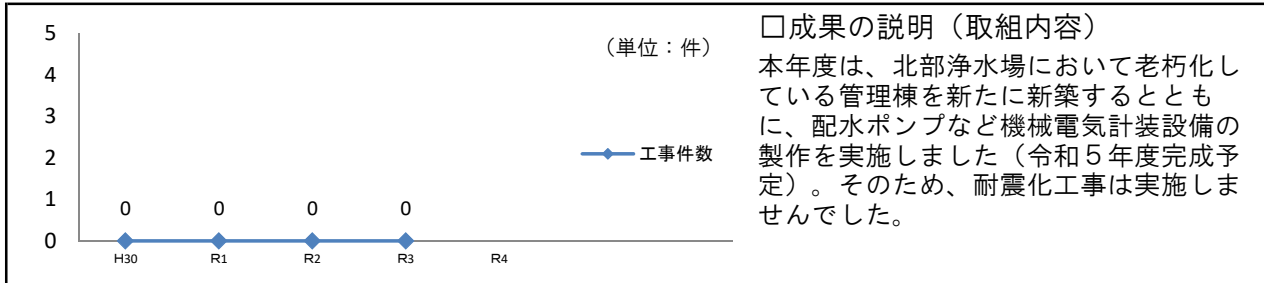 5
4
3
2
1
0
（単位：件）
工事件数
0 0 0 0
H30 R1 R2 R3 R4
□成果の説明（取組内容）
本年度は、北部浄水場において老朽化し
ている管理棟を新たに新築するととも
に、配水ポンプなど機械電気計装設備の
製作を実施しました（令和５年度完成予
定）。そのため、耐震化工事は実施しま
せんでした。